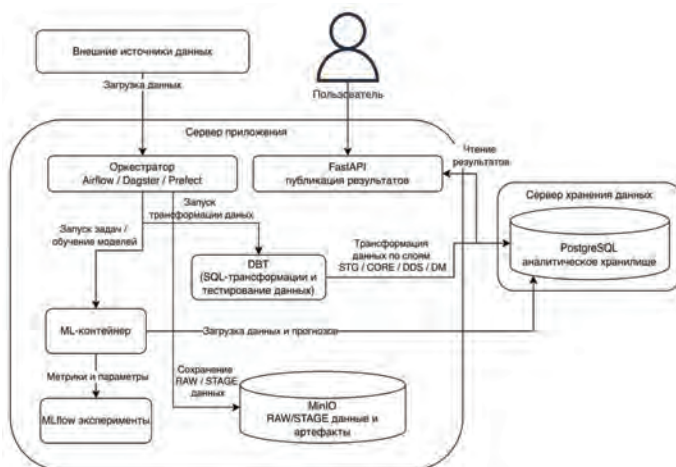 Внешние источники данных
Загрузка данных
Пользователь
Сервер приложения
Оркестратор
Airflow / Dagster / Prefect
FastAPI
публикация результатов
Чтение
результатов
Сервер хранения данных
PostgreSQL
аналитическое хранилище
Запуск
трансформации данных
Запуск задач /
обучение моделей
DBT
(SQL-трансформации и
тестирование данных)
Трансформация
данных по слоям
STG / CORE / DDS / DM
ML-контейнер
Загрузка данных и прогнозов
Метрики и параметры
MLflow эксперименты
Сохранение
RAW / STAGE
данных
MinIO
RAW/STAGE данные и
артефакты